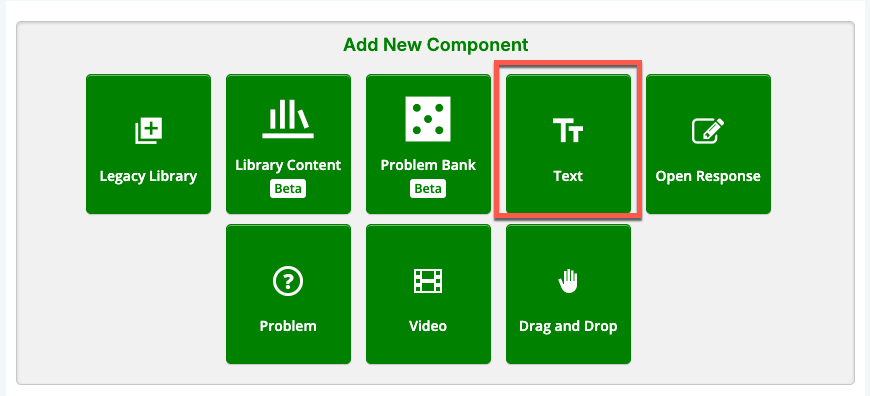 Add New Component
Legacy Library
Library Content
Beta
Problem Bank
Beta
Text
Open Response
Problem
Video
Drag and Drop